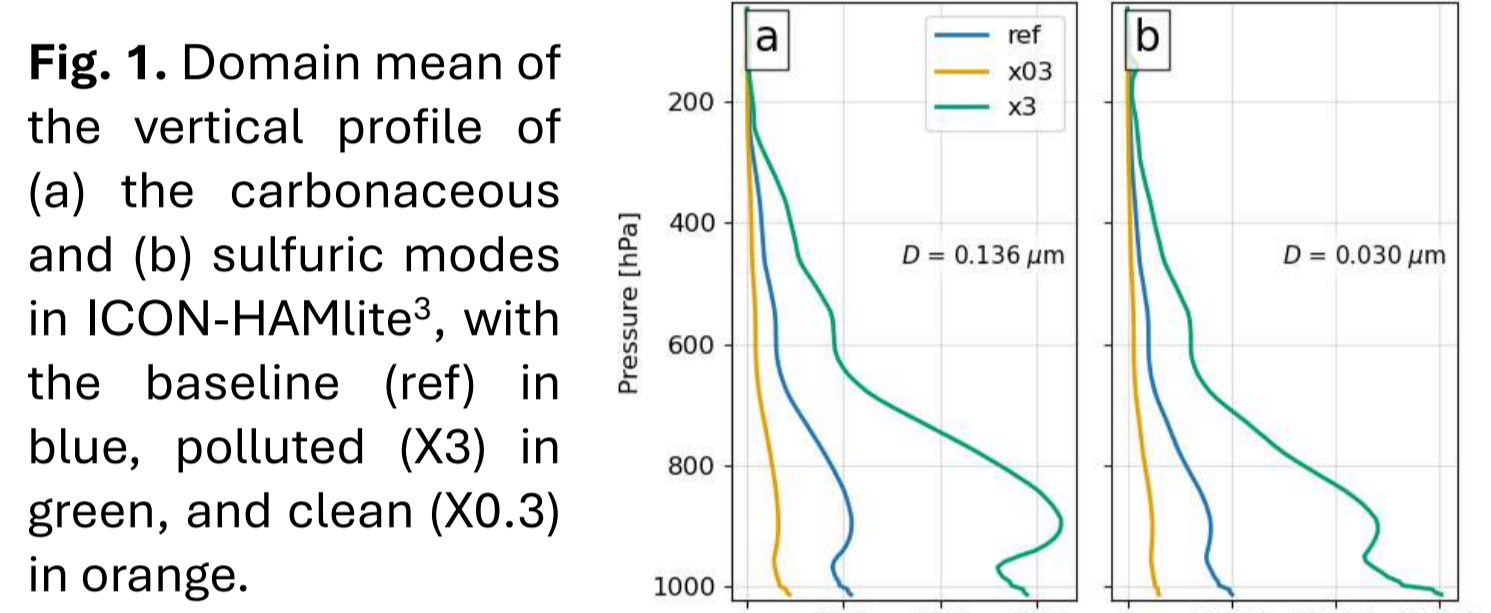 Fig. 1. Domain mean of
the vertical profile of
(a) the carbonaceous
and (b) sulfuric modes
in ICON-HAMlite³, with
the baseline (ref) in
blue, polluted (X3) in
green, and clean (X0.3)
in orange.
a
ref
x03
x3
Pressure [hPa]
200
400
600
800
1000
D = 0.136 μm
b
D = 0.030 μm